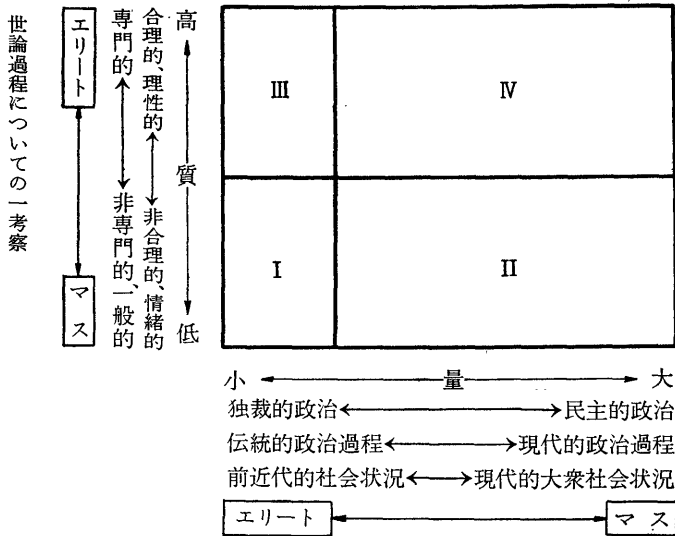 世論過程についての一考察
エリート ←→ マス
専門的 ←→ 非専門的、一般的
合理的、理性的 ←→ 非合理的、情緒的
高 ← 質 → 低
III
IV
I
II
小 ← 量 → 大
独裁的政治 ←→ 民主的政治
伝統的政治過程 ←→ 現代的政治過程
前近代的社会状況 ←→ 現代的大衆社会状況
エリート ←→ マス